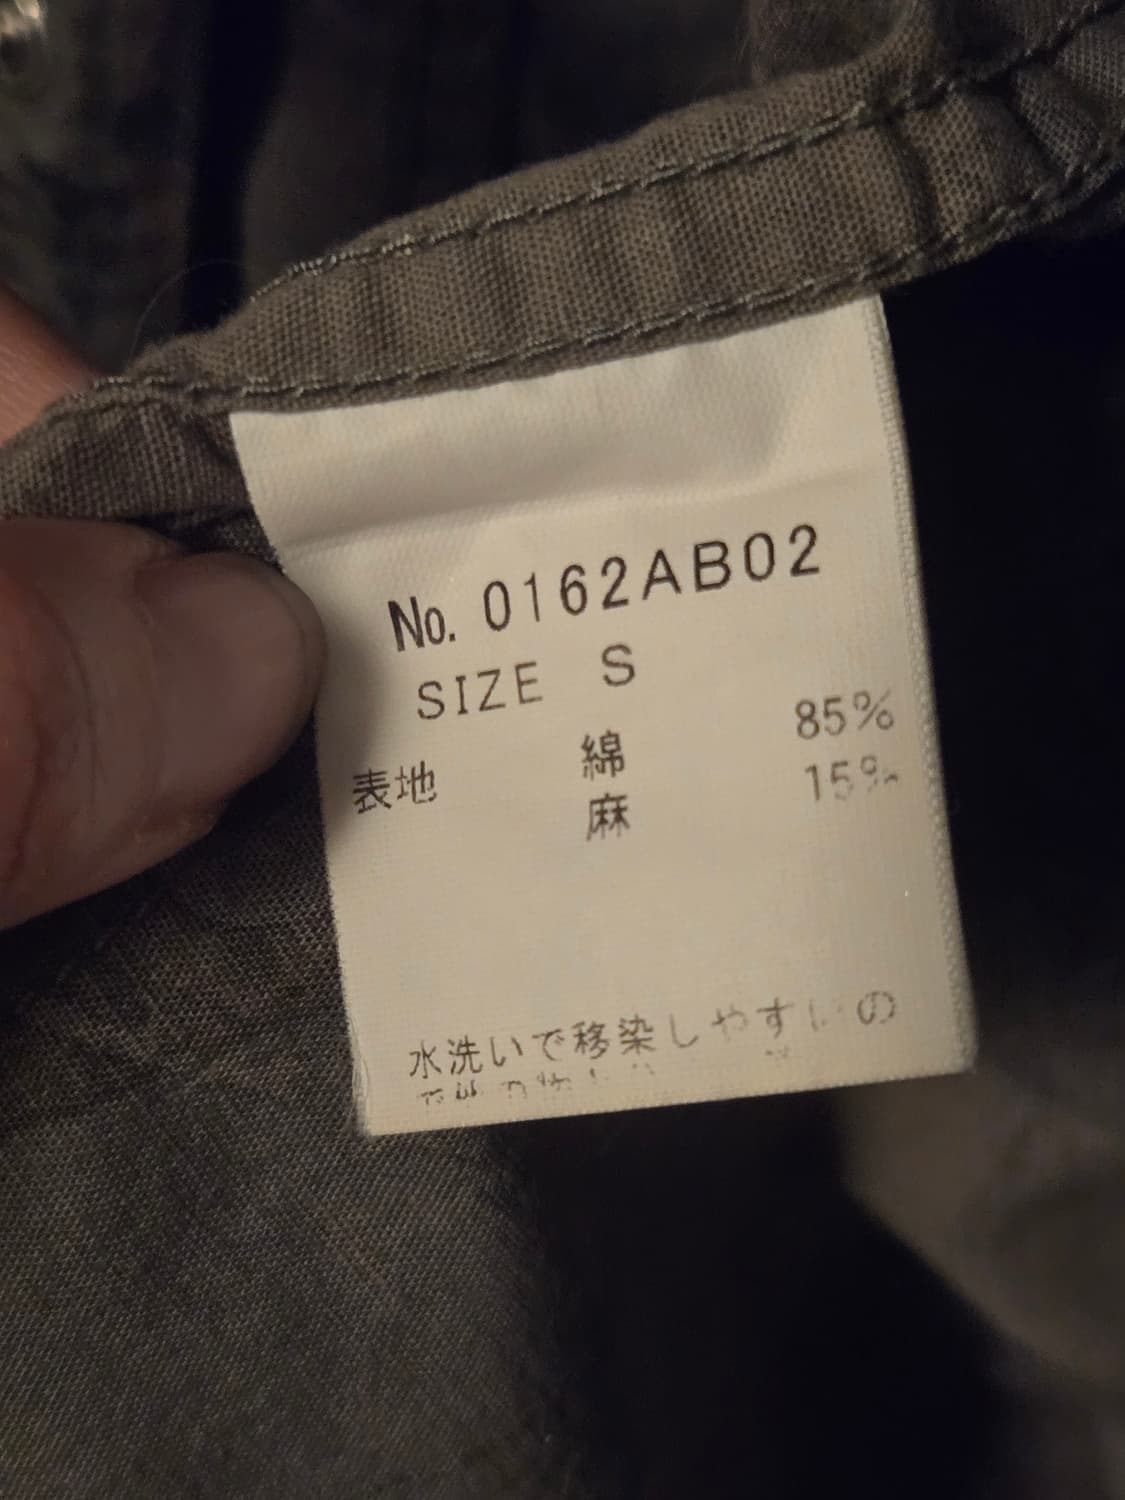 No. 0162AB02
SIZE S
表地 綿 85%
麻 15%
水洗いで移染しやすいの